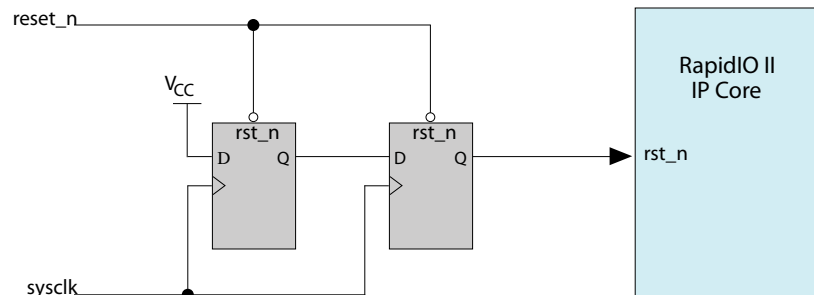 reset_n
VCC
RapidIO II
IP Core
rst_n
rst_n
D
Q
D
Q
rst_n
sysclk